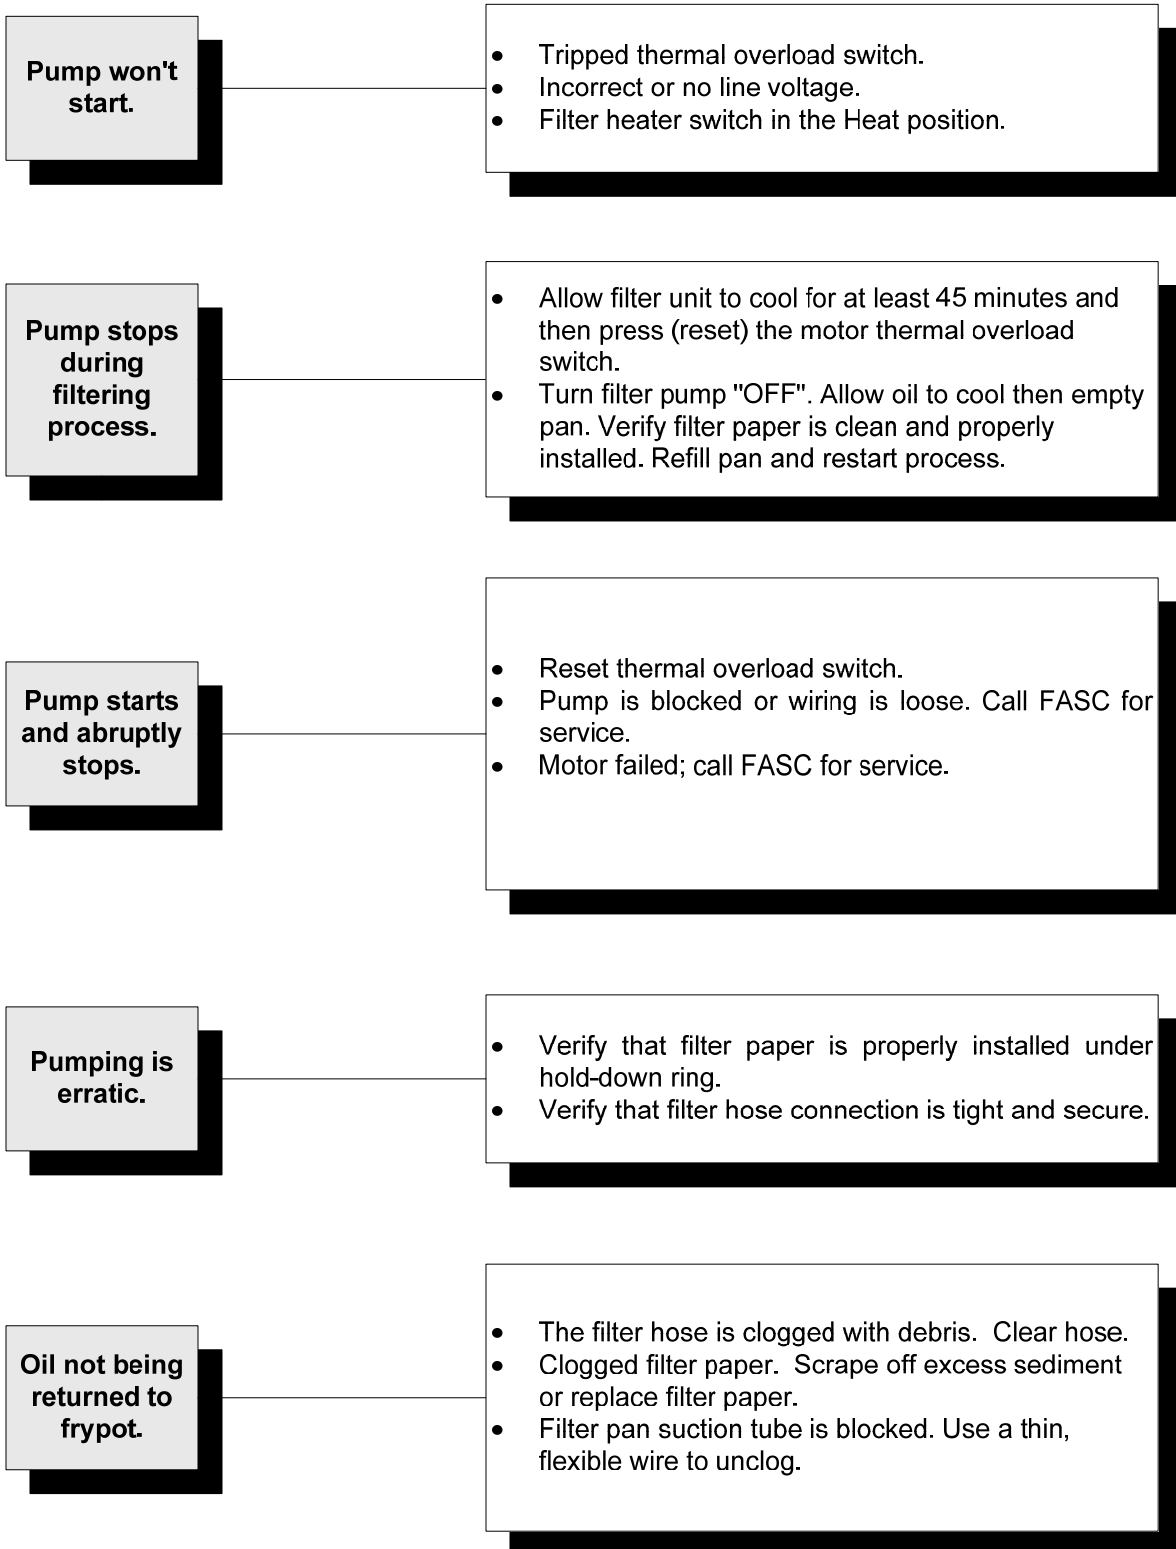 Pump won't
start.
• Tripped thermal overload switch.
• Incorrect or no line voltage.
• Filter heater switch in the Heat position.
Pump stops
during
filtering
process.
• Allow filter unit to cool for at least 45 minutes and
then press (reset) the motor thermal overload
switch.
• Turn filter pump "OFF". Allow oil to cool then empty
pan. Verify filter paper is clean and properly
installed. Refill pan and restart process.
Pump starts
and abruptly
stops.
• Reset thermal overload switch.
• Pump is blocked or wiring is loose. Call FASC for
service.
• Motor failed; call FASC for service.
Pumping is
erratic.
• Verify that filter paper is properly installed under
hold-down ring.
• Verify that filter hose connection is tight and secure.
Oil not being
returned to
frypot.
• The filter hose is clogged with debris. Clear hose.
• Clogged filter paper. Scrape off excess sediment
or replace filter paper.
• Filter pan suction tube is blocked. Use a thin,
flexible wire to unclog.